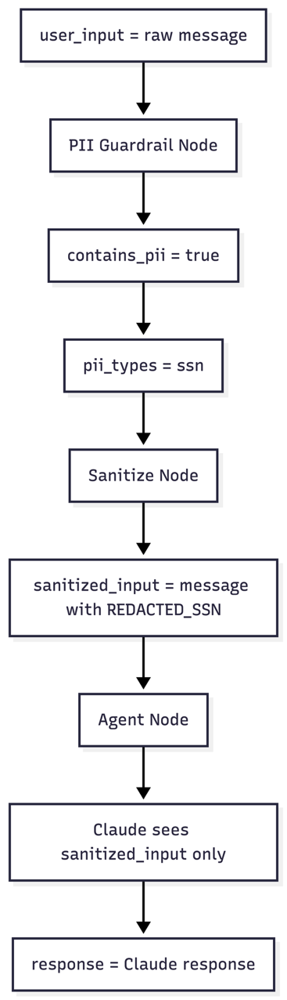 user_input = raw message
PII Guardrail Node
contains_pii = true
pii_types = ssn
Sanitize Node
sanitized_input = message
with REDACTED_SSN
Agent Node
Claude sees
sanitized_input only
response = Claude response